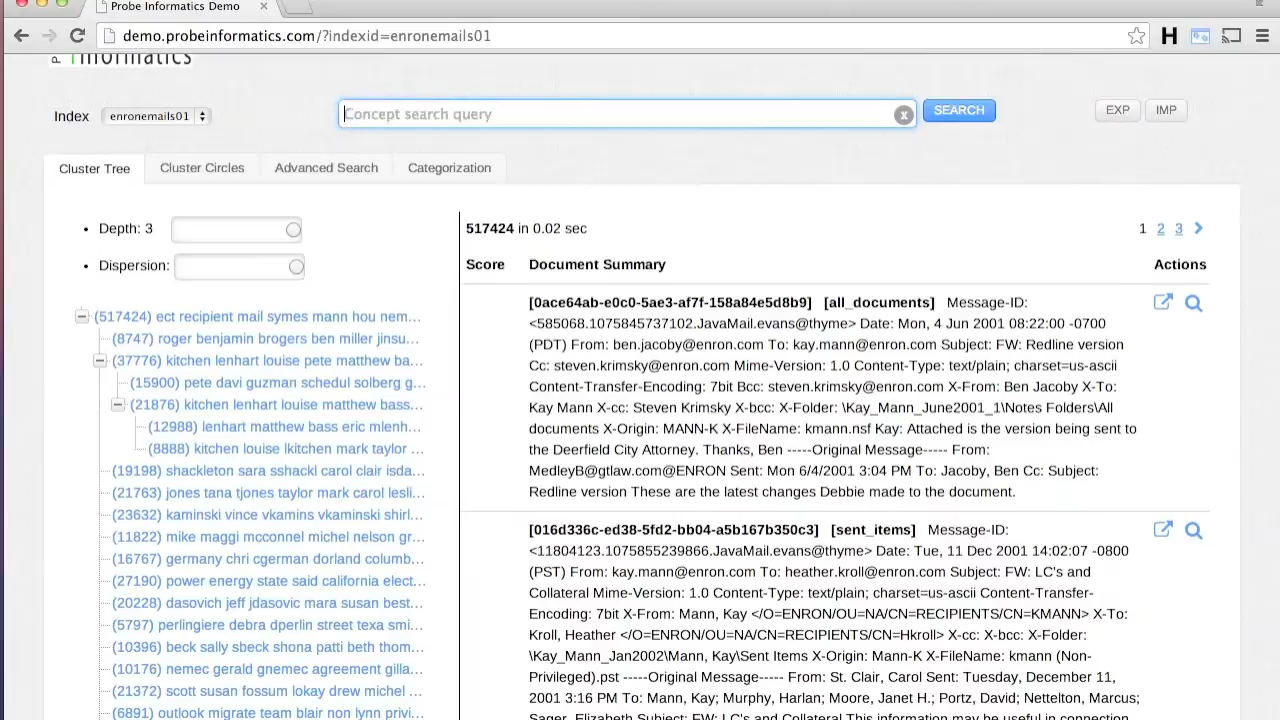 Probe Informatics Demo
demo.probeinformatics.com/?indexid=enronemails01
H
informatics
Index enronemails01 Concept search query x SEARCH EXP IMP
Cluster Tree Cluster Circles Advanced Search Categorization
• Depth: 3
• Dispersion:
(517424) ect recipient mail symes mann hou nem...
(8747) roger benjamin brogers ben miller jinsu...
(37776) kitchen lenhart louise pete matthew ba...
(15900) pete davi guzman schedul solberg g...
(21876) kitchen lenhart louise matthew bass...
(12988) lenhart matthew bass eric mlenh...
(8888) kitchen louise lkitchen mark taylor ...
(19198) shackleton sara sshackl carol clair isda...
(21763) jones tana tjones taylor mark carol lesli...
(23632) kaminski vince vkamins vkaminski shirl...
(11822) mike maggi mcconnel michel nelson gr...
(16767) germany chri cgerman dorland columb...
(27190) power energy state said california elect...
(20228) dasovich jeff jdasovic mara susan best...
(5797) perlingiere debra dperlin street texa smi...
(10396) beck sally sbeck shona patti beth thom...
(10176) nemec gerald gnemec agreement gilla...
(21372) scott susan fossum lokay drew michel ...
(6891) outlook migrate team blair non lynn privi...
517424 in 0.02 sec 1 2 3
Score Document Summary Actions
[0ace64ab-e0c0-5ae3-af7f-158a84e5d8b9] [all_documents] Message-ID:
<585068.1075845737102.JavaMail.evans@thyme> Date: Mon, 4 Jun 2001 08:22:00 -0700
(PDT) From: ben.jacoby@enron.com To: kay.mann@enron.com Subject: FW: Redline version
Cc: steven.krimsky@enron.com Mime-Version: 1.0 Content-Type: text/plain; charset=us-ascii
Content-Transfer-Encoding: 7bit Bcc: steven.krimsky@enron.com X-From: Ben Jacoby X-To:
Kay Mann X-cc: Steven Krimsky X-bcc: X-Folder: \Kay_Mann_June2001_1\Notes Folders\All
documents X-Origin: MANN-K X-FileName: kmann.nsf Kay: Attached is the version being sent to
the Deerfield City Attorney. Thanks, Ben -----Original Message----- From:
MedleyB@gtlaw.com@ENRON Sent: Mon 6/4/2001 3:04 PM To: Jacoby, Ben Cc: Subject:
Redline version These are the latest changes Debbie made to the document.
[016d336c-ed38-5fd2-bb04-a5b167b350c3] [sent_items] Message-ID:
<11804123.1075855239866.JavaMail.evans@thyme> Date: Tue, 11 Dec 2001 14:02:07 -0800
(PST) From: kay.mann@enron.com To: heather.kroll@enron.com Subject: FW: LC's and
Collateral Mime-Version: 1.0 Content-Type: text/plain; charset=us-ascii Content-Transfer-
Encoding: 7bit X-From: Mann, Kay </O=ENRON/OU=NA/CN=RECIPIENTS/CN=KMANN> X-To:
Kroll, Heather </O=ENRON/OU=NA/CN=RECIPIENTS/CN=Hkroll> X-cc: X-bcc: X-Folder:
\Kay_Mann_Jan2002\Mann, Kay\Sent Items X-Origin: Mann-K X-FileName: kmann (Non-
Privileged).pst -----Original Message----- From: St. Clair, Carol Sent: Tuesday, December 11,
2001 3:16 PM To: Mann, Kay; Murphy, Harlan; Moore, Janet H.; Portz, David; Nettelton, Marcus;
Sager, Elizabeth Subject: FW: LC's and Collateral This information may be useful in connection